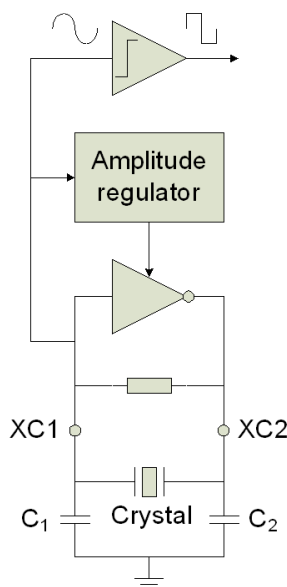 Amplitude
regulator
XC1
XC2
C₁
Crystal
C₂